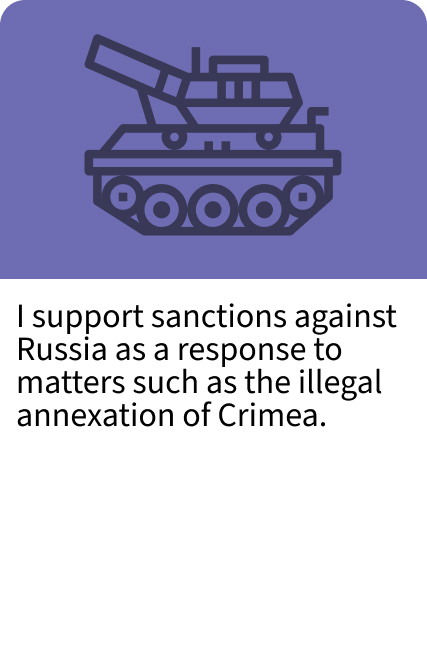 I support sanctions against
Russia as a response to
matters such as the illegal
annexation of Crimea.